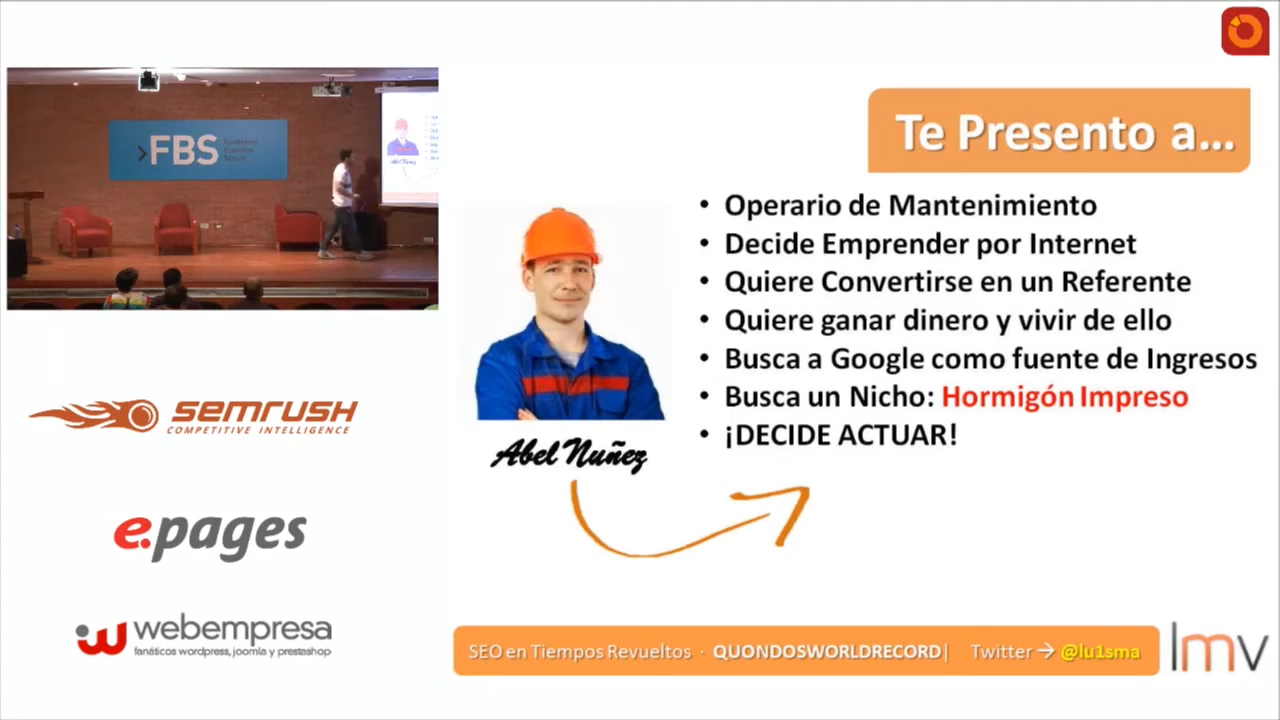 Te Presento a...
>FBS
• Operario de Mantenimiento
• Decide Emprender por Internet
• Quiere Convertirse en un Referente
• Quiere ganar dinero y vivir de ello
• Busca a Google como fuente de Ingresos
• Busca un Nicho: Hormigón Impreso
• ¡DECIDE ACTUAR!
Abel Nuñez
SEMRUSH
COMPETITIVE INTELLIGENCE
e.pages
webempresa
fanáticos wordpress, joomla y prestashop
SEO en Tiempos Revueltos · QUONDOSWORLDRECORD| Twitter → @lu1sma
lmv